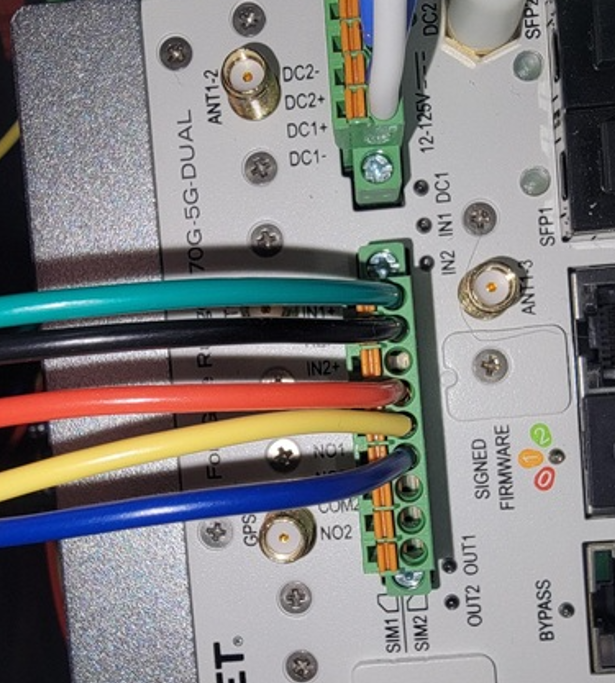 DC2
SFP2
ANT1-2
DC2-
DC2+
DC1+
DC1-
12-125V
70G-5G-DUAL
DC1
IN1
IN2
SFP1
ANT1-3
IN1+
IN2+
NO1
COM2
NO2
GPS
SIGNED
FIRMWARE
2
1
0
OUT1
OUT2
SIM1
SIM2
BYPASS
ET®